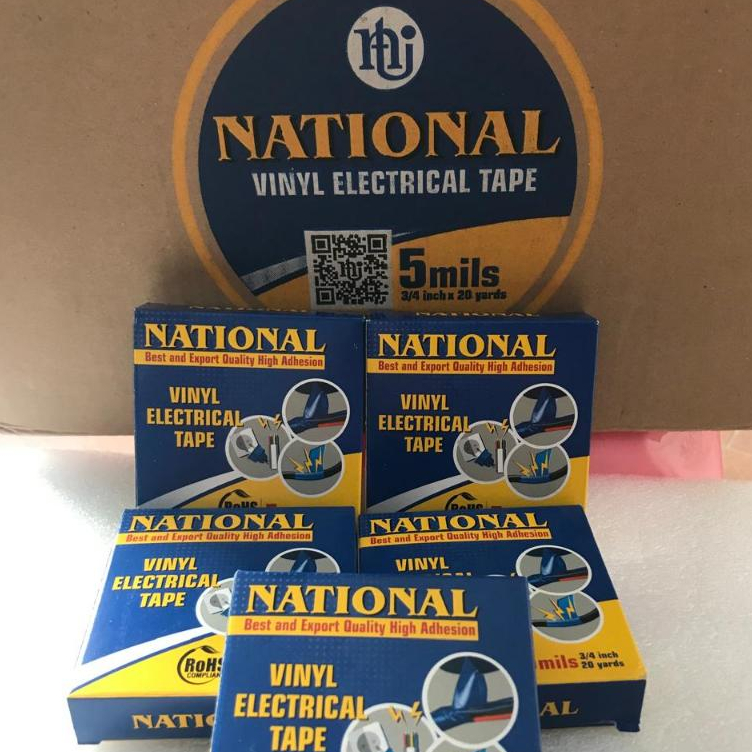 NATIONAL
VINYL ELECTRICAL TAPE
5mils
3/4 inch x 20 yards
NATIONAL
Best and Export Quality High Adhesion
VINYL
ELECTRICAL
TAPE
RoHS
NATIONAL
Best and Export Quality High Adhesion
VINYL
ELECTRICAL
TAPE
RoHS
NATIONAL
Best and Export Quality High Adhesion
VINYL
ELECTRICAL
TAPE
RoHS
NATIONAL
Best and Export Quality High Adhesion
VINYL
mils
3/4 inch
20 yards
NATIONAL
Best and Export Quality High Adhesion
VINYL
ELECTRICAL
TAPE